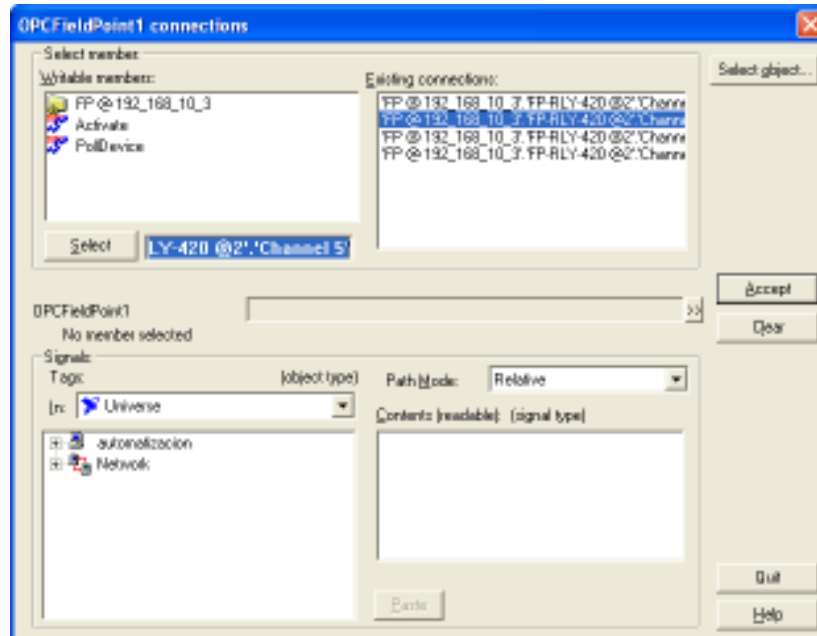 OPCFieldPoint1 connections
Select member
Writable members:
FP @ 192_168_10_3
Activate
PollDevice
Select
LY-420 @2'.'Channel 5'
Existing connections:
'FP @ 192_168_10_3'.'FP-RLY-420 @2'.'Channe
'FP @ 192_168_10_3'.'FP-RLY-420 @2'.'Channe
'FP @ 192_168_10_3'.'FP-RLY-420 @2'.'Channe
'FP @ 192_168_10_3'.'FP-RLY-420 @2'.'Channe
Select object...
OPCFieldPoint1
>>
No member selected
Accept
Clear
Signals
Tags: (object type)
In: Universe
automatizacion
Network
Path Mode: Relative
Contents (readable): (signal type)
Paste
Quit
Help